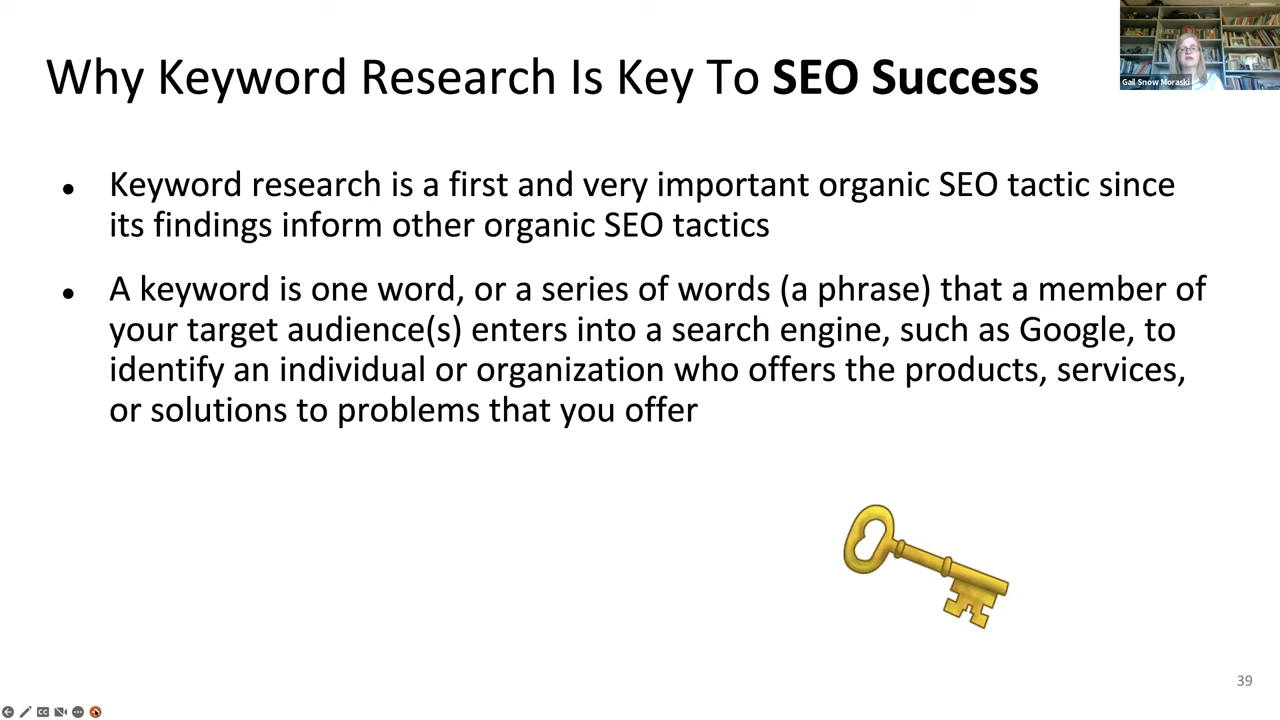 Why Keyword Research Is Key To SEO Success
Gail Snow Moraski
● Keyword research is a first and very important organic SEO tactic since
its findings inform other organic SEO tactics
● A keyword is one word, or a series of words (a phrase) that a member of
your target audience(s) enters into a search engine, such as Google, to
identify an individual or organization who offers the products, services,
or solutions to problems that you offer
39
CC